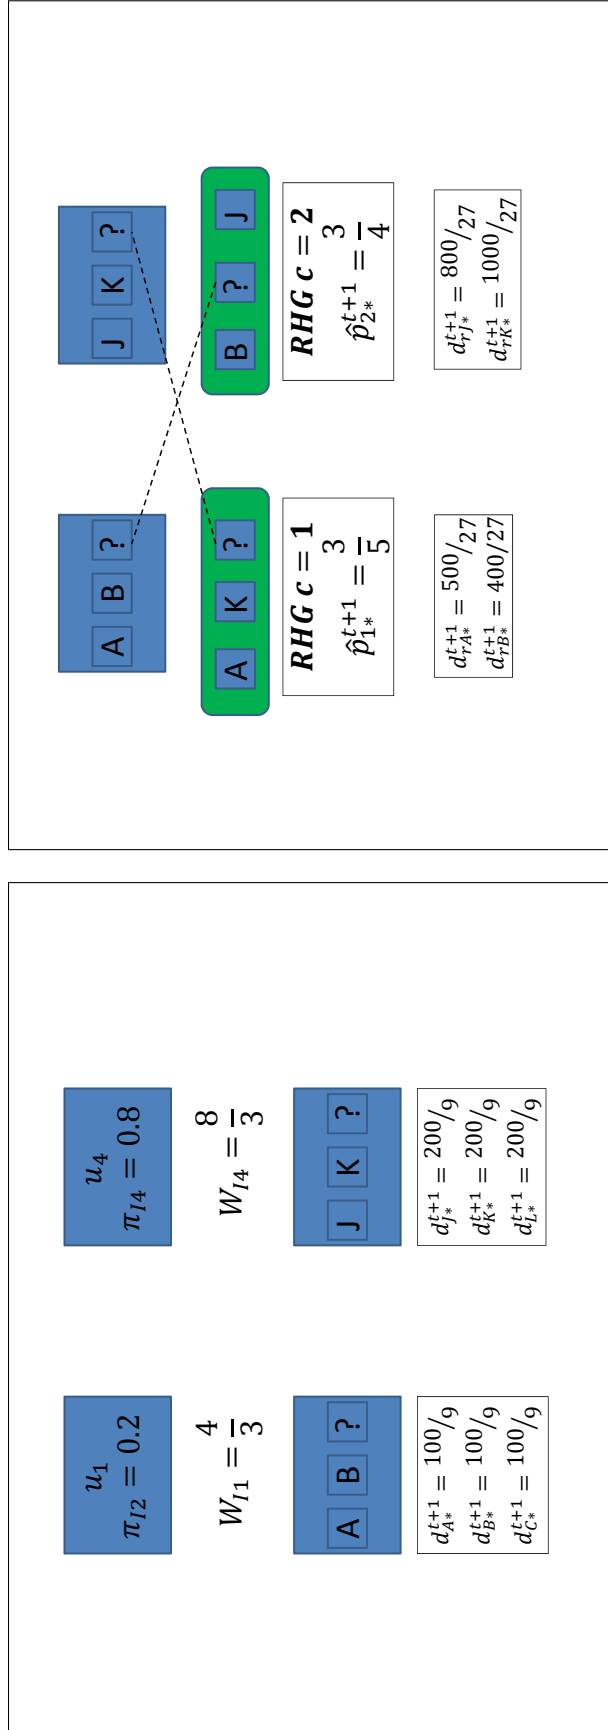 u₁
π_{I2} = 0.2
W_{I1} = 4/3
A B ?
d_{A*}^{t+1} = 100/9
d_{B*}^{t+1} = 100/9
d_{C*}^{t+1} = 100/9
u₄
π_{I4} = 0.8
W_{I4} = 8/3
J K ?
d_{J*}^{t+1} = 200/9
d_{K*}^{t+1} = 200/9
d_{L*}^{t+1} = 200/9
A B ?
J K ?
A K ?
B ? J
RHG c = 1
p̂_{1*}^{t+1} = 3/5
RHG c = 2
p̂_{2*}^{t+1} = 3/4
d_{rA*}^{t+1} = 500/27
d_{rB*}^{t+1} = 400/27
d_{rJ*}^{t+1} = 800/27
d_{rK*}^{t+1} = 1000/27